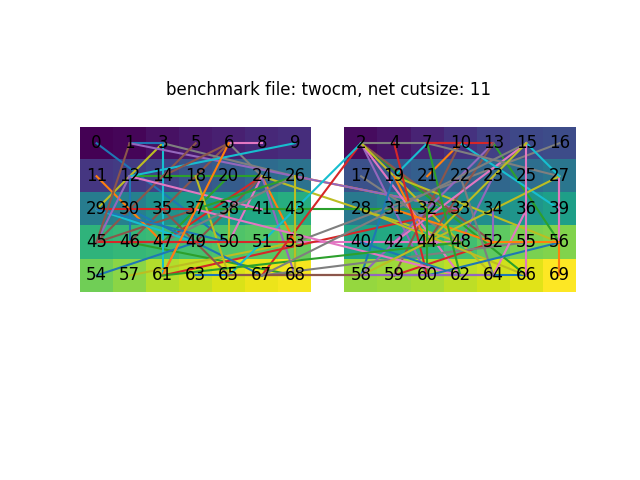 benchmark file: twocm, net cutsize: 11
0 1 3 5 6 8 9 2 4 7 10 13 15 16
11 12 14 18 20 24 26 17 19 21 22 23 25 27
29 30 35 37 38 41 43 28 31 32 33 34 36 39
45 46 47 49 50 51 53 40 42 44 48 52 55 56
54 57 61 63 65 67 68 58 59 60 62 64 66 69